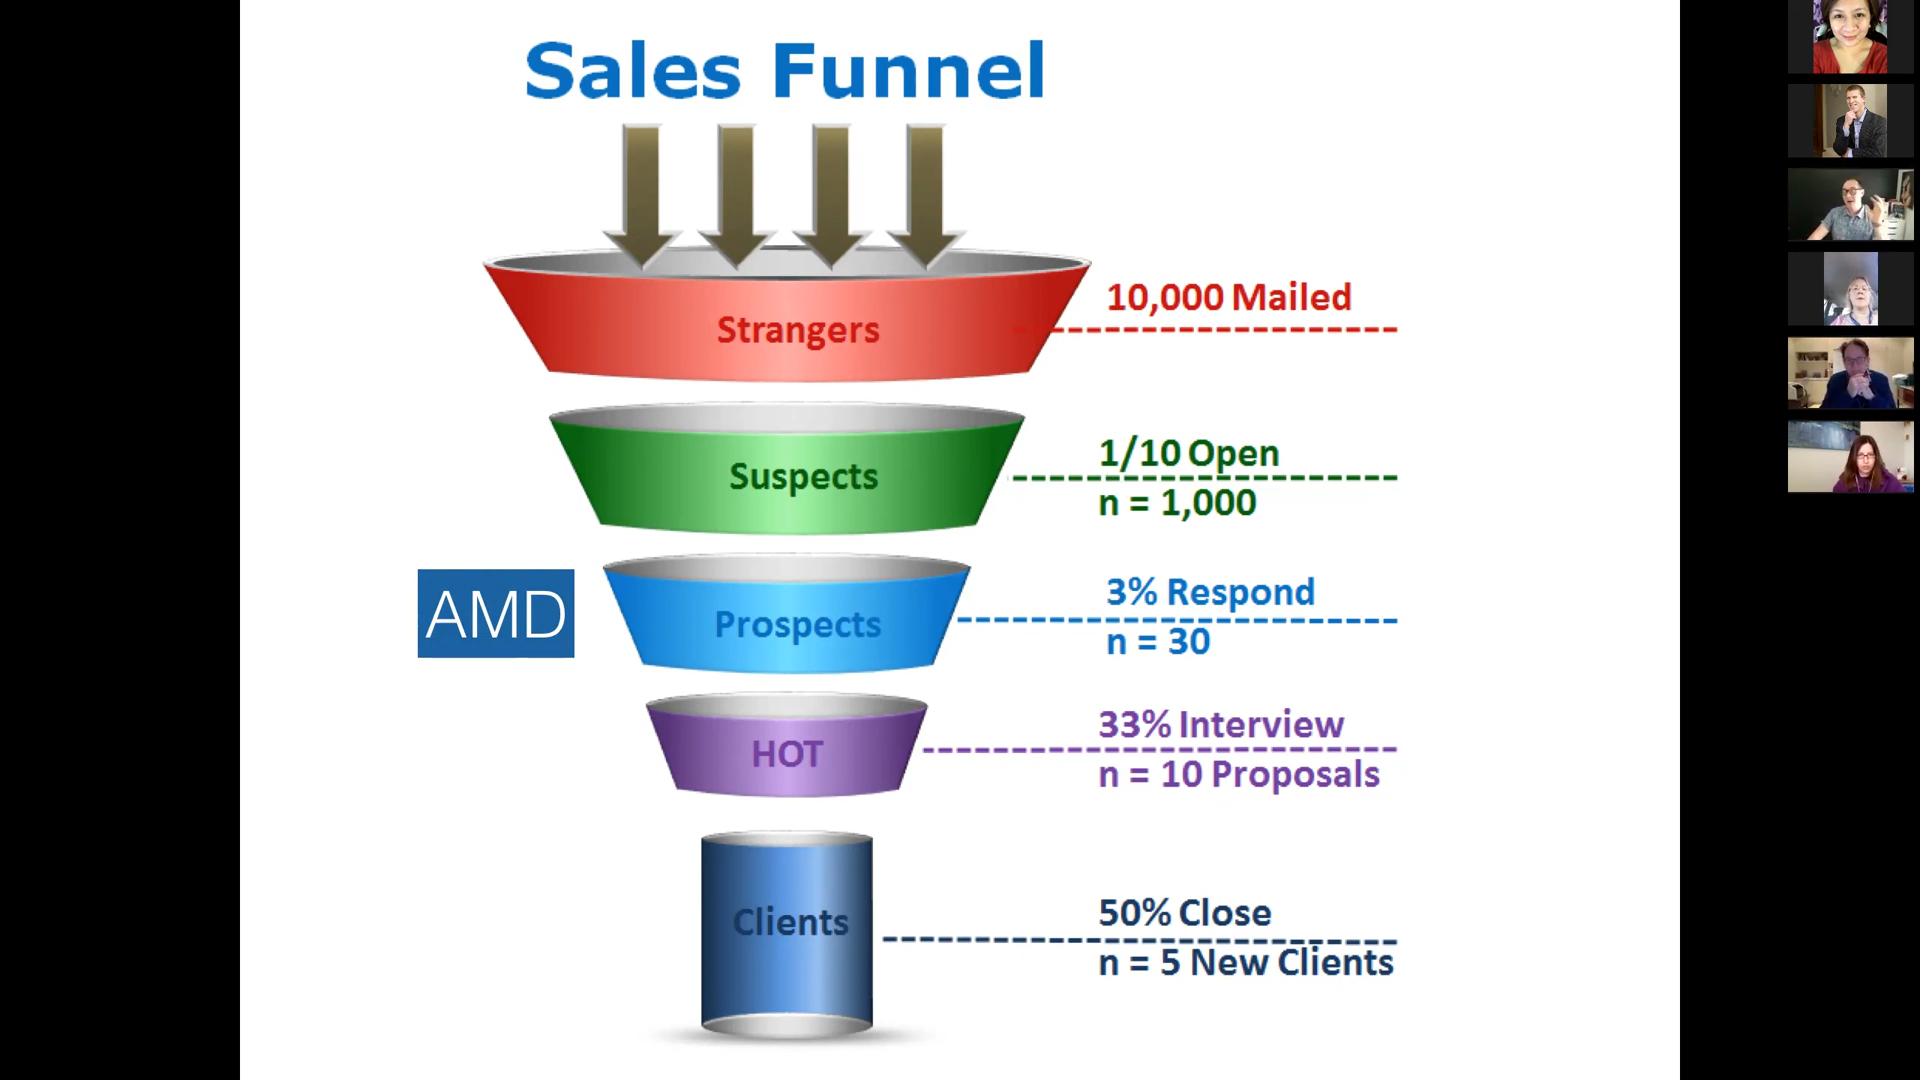 Sales Funnel
Strangers
10,000 Mailed
Suspects
1/10 Open
n = 1,000
AMD
Prospects
3% Respond
n = 30
HOT
33% Interview
n = 10 Proposals
Clients
50% Close
n = 5 New Clients